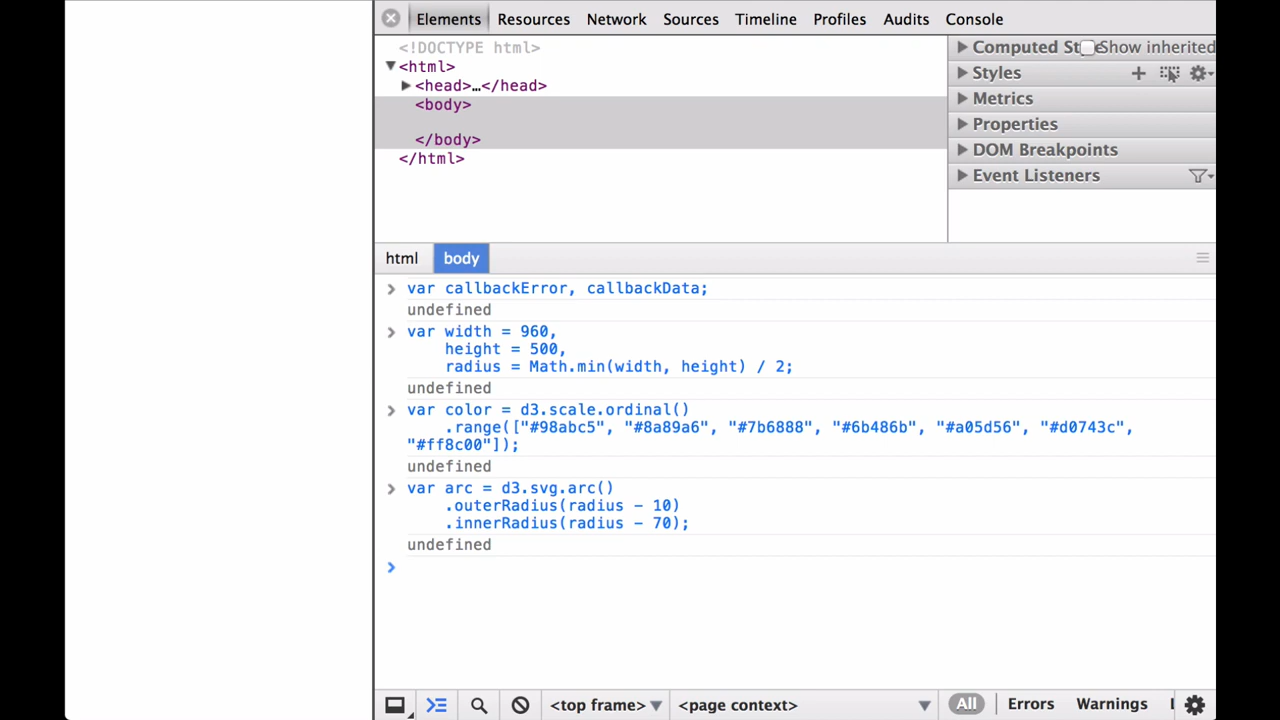 Elements Resources Network Sources Timeline Profiles Audits Console
<!DOCTYPE html>
<html>
<head>…</head>
<body>
</body>
</html>
Show inherited
Styles
Metrics
Properties
DOM Breakpoints
Event Listeners
html body
var callbackError, callbackData;
undefined
var width = 960,
height = 500,
radius = Math.min(width, height) / 2;
undefined
var color = d3.scale.ordinal()
.range(["#98abc5", "#8a89a6", "#7b6888", "#6b486b", "#a05d56", "#d0743c",
"#ff8c00"]);
undefined
var arc = d3.svg.arc()
.outerRadius(radius - 10)
.innerRadius(radius - 70);
undefined
<top frame> <page context> All Errors Warnings